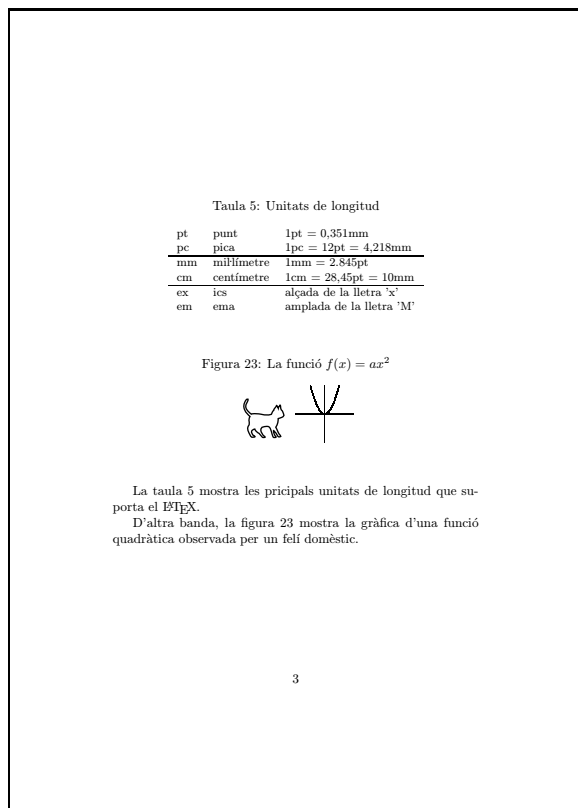 Taula 5: Unitats de longitud
pt punt 1pt = 0,351mm
pc pica 1pc = 12pt = 4,218mm
mm mil·límetre 1mm = 2.845pt
cm centímetre 1cm = 28,45pt = 10mm
ex ics alçada de la lletra 'x'
em ema amplada de la lletra 'M'
Figura 23: La funció f(x) = ax²
La taula 5 mostra les pricipals unitats de longitud que su-
porta el LATEX.
D'altra banda, la figura 23 mostra la gràfica d'una funció
quadràtica observada per un felí domèstic.
3